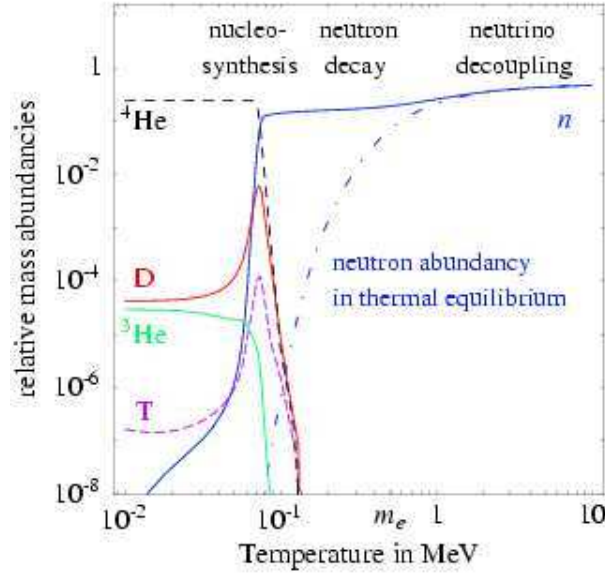 nucleo-
synthesis
neutron
decay
neutrino
decoupling
relative mass abundancies
1
10⁻²
10⁻⁴
10⁻⁶
10⁻⁸
⁴He
n
D
neutron abundancy
in thermal equilibrium
³He
T
10⁻²
10⁻¹
mₑ
1
10
Temperature in MeV